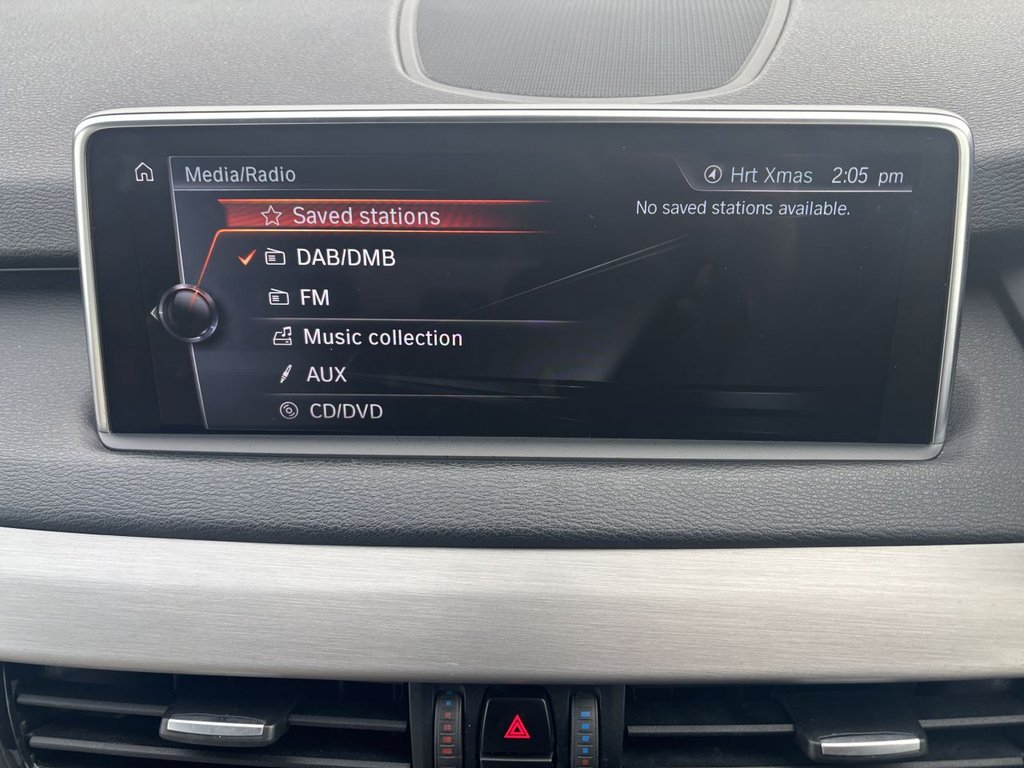 Media/Radio
Hrt Xmas 2:05 pm
Saved stations
No saved stations available.
DAB/DMB
FM
Music collection
AUX
CD/DVD